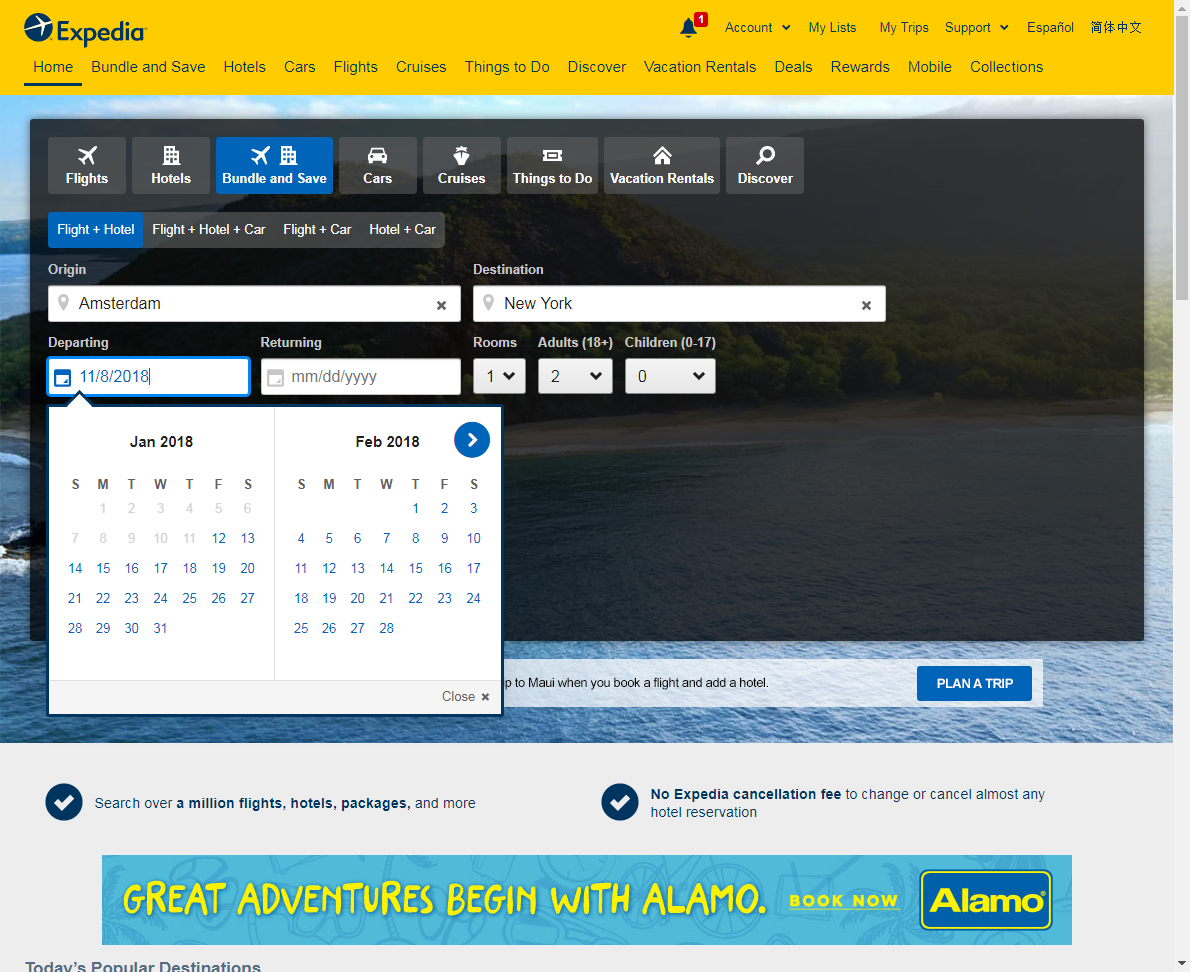 Expedia
1
Account My Lists My Trips Support Español 简体中文
Home Bundle and Save Hotels Cars Flights Cruises Things to Do Discover Vacation Rentals Deals Rewards Mobile Collections
Flights Hotels Bundle and Save Cars Cruises Things to Do Vacation Rentals Discover
Flight + Hotel Flight + Hotel + Car Flight + Car Hotel + Car
Origin Destination
Amsterdam New York
Departing Returning Rooms Adults (18+) Children (0-17)
11/8/2018 mm/dd/yyyy 1 2 0
Jan 2018 Feb 2018
S M T W T F S S M T W T F S
1 2 3 4 5 6 1 2 3
7 8 9 10 11 12 13 4 5 6 7 8 9 10
14 15 16 17 18 19 20 11 12 13 14 15 16 17
21 22 23 24 25 26 27 18 19 20 21 22 23 24
28 29 30 31 25 26 27 28
Close
p to Maui when you book a flight and add a hotel. PLAN A TRIP
Search over a million flights, hotels, packages, and more
No Expedia cancellation fee to change or cancel almost any
hotel reservation
GREAT ADVENTURES BEGIN WITH ALAMO. BOOK NOW Alamo
Today's Popular Destinations